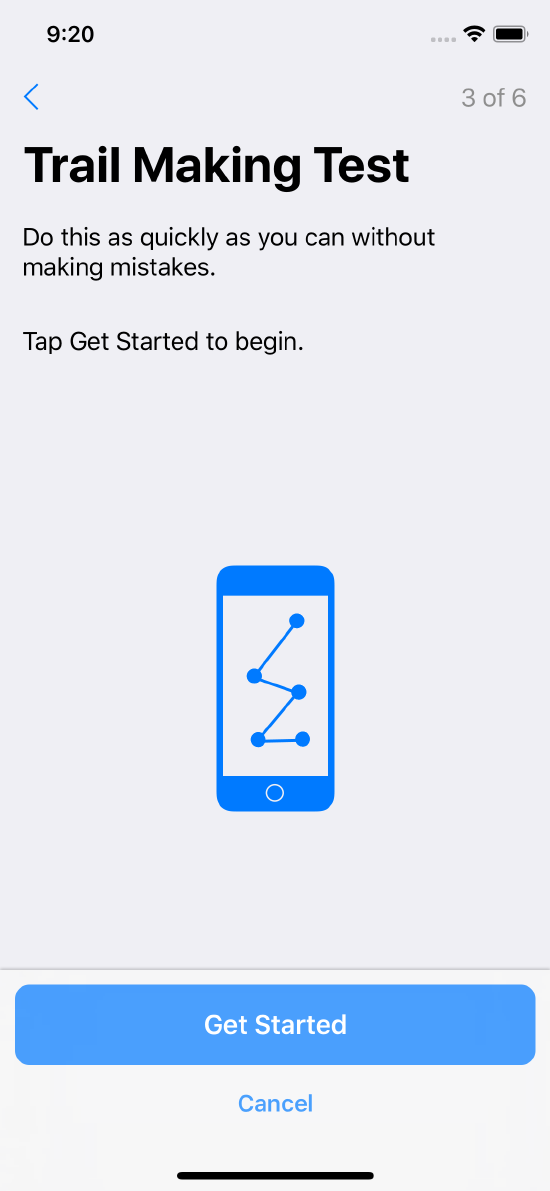 9:20
3 of 6
Trail Making Test
Do this as quickly as you can without
making mistakes.
Tap Get Started to begin.
Get Started
Cancel